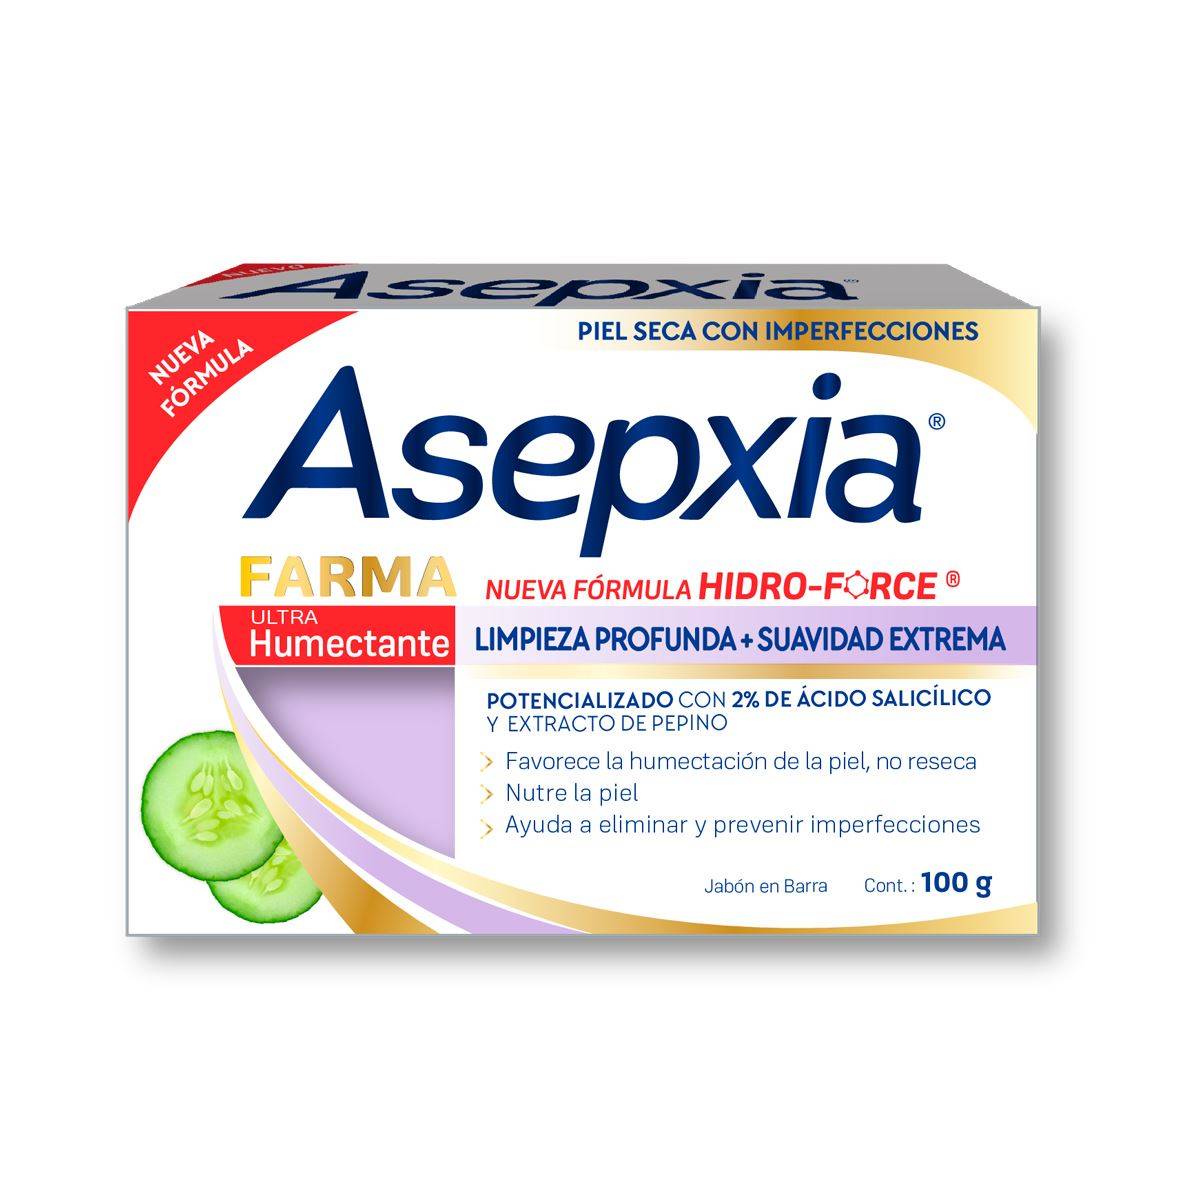 NUEVO
Asepxia®
NUEVA
FÓRMULA
PIEL SECA CON IMPERFECCIONES
Asepxia®
FARMA
NUEVA FÓRMULA HIDRO-FORCE®
ULTRA
Humectante
LIMPIEZA PROFUNDA + SUAVIDAD EXTREMA
POTENCIALIZADO CON 2% DE ÁCIDO SALICÍLICO
Y EXTRACTO DE PEPINO
Favorece la humectación de la piel, no reseca
Nutre la piel
Ayuda a eliminar y prevenir imperfecciones
Jabón en Barra Cont.: 100 g